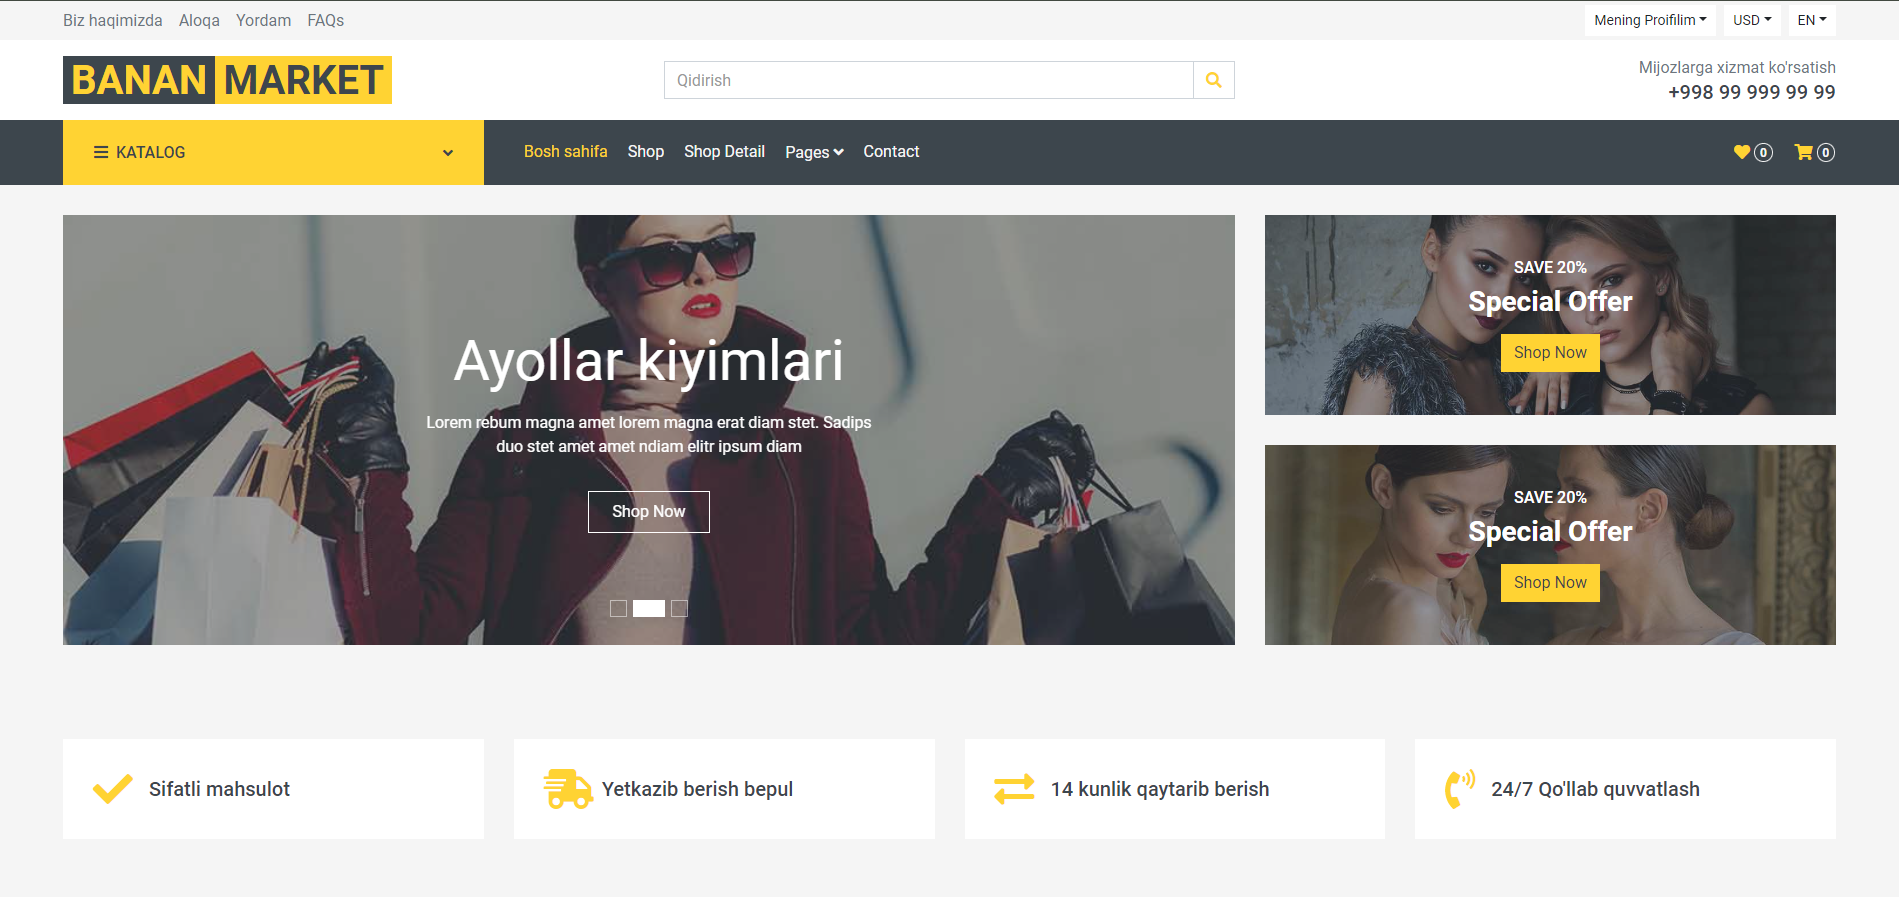 Biz haqimizda Aloqa Yordam FAQs
Mening Proifilim USD EN
BANAN MARKET
Qidirish
Mijozlarga xizmat ko'rsatish
+998 99 999 99 99
KATALOG
Bosh sahifa Shop Shop Detail Pages Contact
0 0
Ayollar kiyimlari
Lorem rebum magna amet lorem magna erat diam stet. Sadips
duo stet amet amet ndiam elitr ipsum diam
Shop Now
SAVE 20%
Special Offer
Shop Now
SAVE 20%
Special Offer
Shop Now
Sifatli mahsulot
Yetkazib berish bepul
14 kunlik qaytarib berish
24/7 Qo'llab quvvatlash